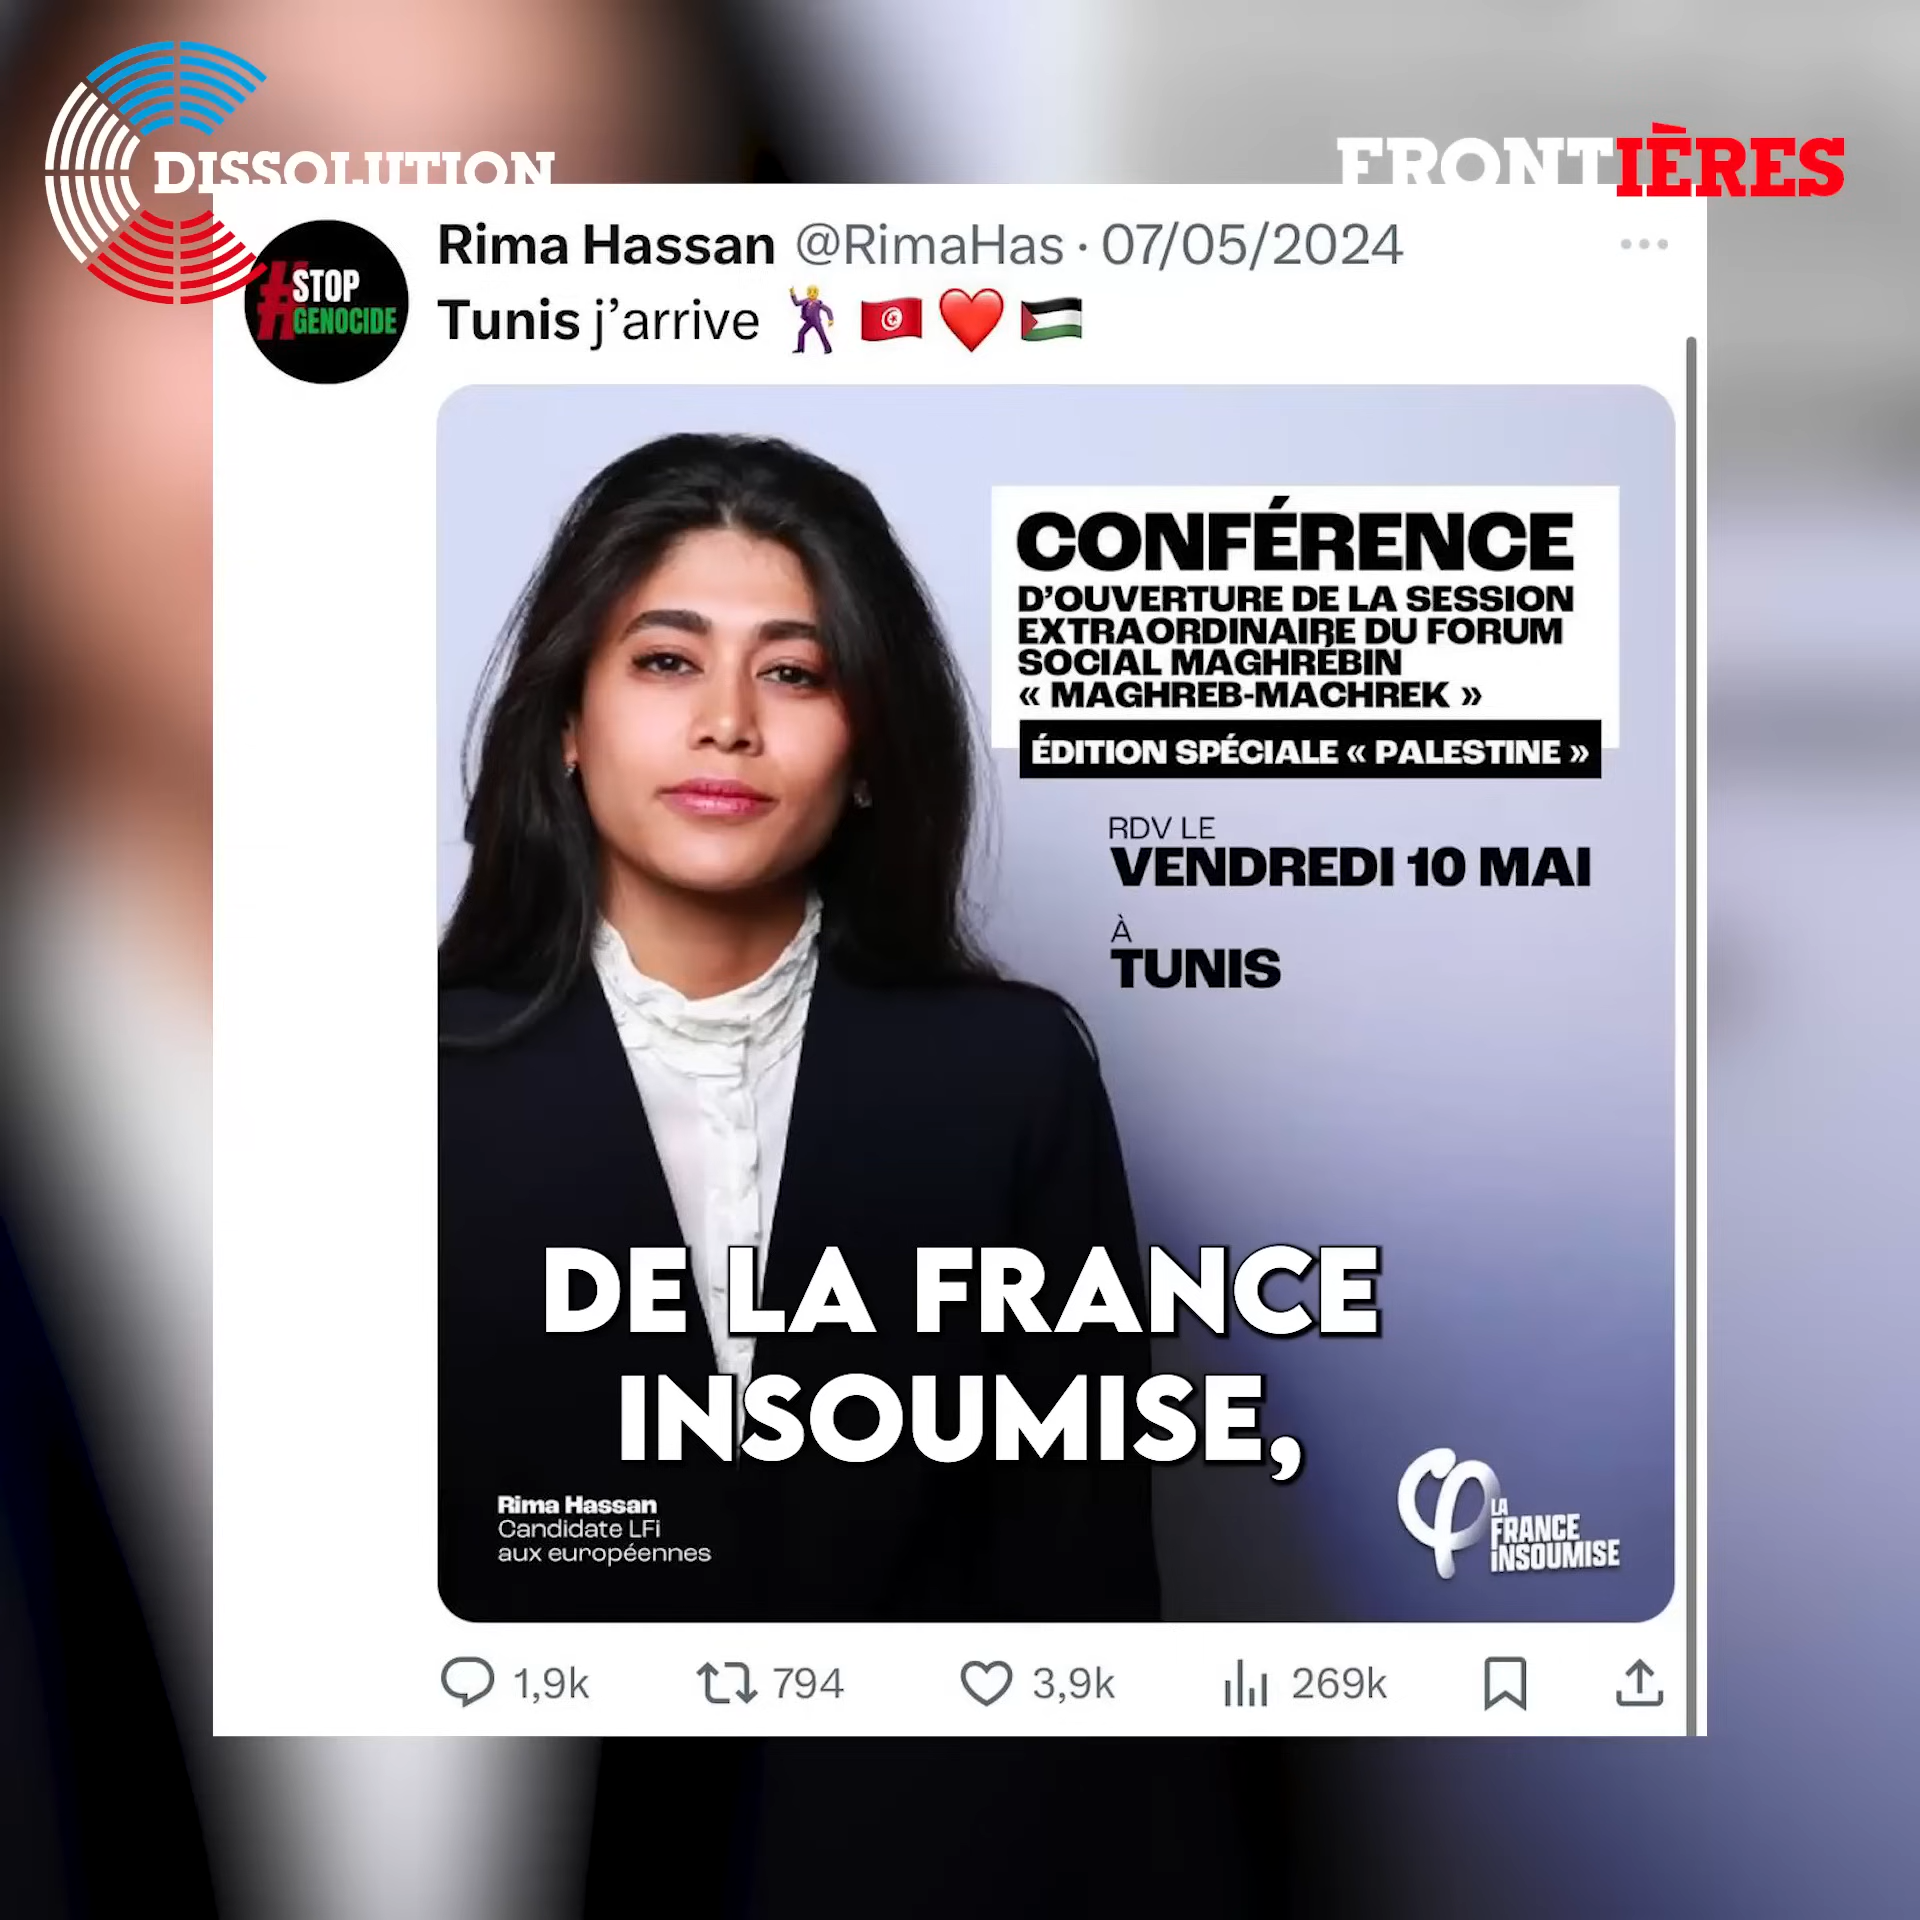 DISSOLUTION
FRONTIÈRES
Rima Hassan @RimaHas · 07/05/2024
#STOP
GENOCIDE
Tunis j’arrive 🕺 🇹🇳 ❤️ 🇵🇸
CONFÉRENCE
D’OUVERTURE DE LA SESSION
EXTRAORDINAIRE DU FORUM
SOCIAL MAGHRÉBIN
« MAGHREB-MACHREK »
ÉDITION SPÉCIALE « PALESTINE »
RDV LE
VENDREDI 10 MAI
À
TUNIS
DE LA FRANCE
INSOUMISE,
Rima Hassan
Candidate LFi
aux européennes
LA
FRANCE
iNSOUMISE
1,9k 794 3,9k 269k